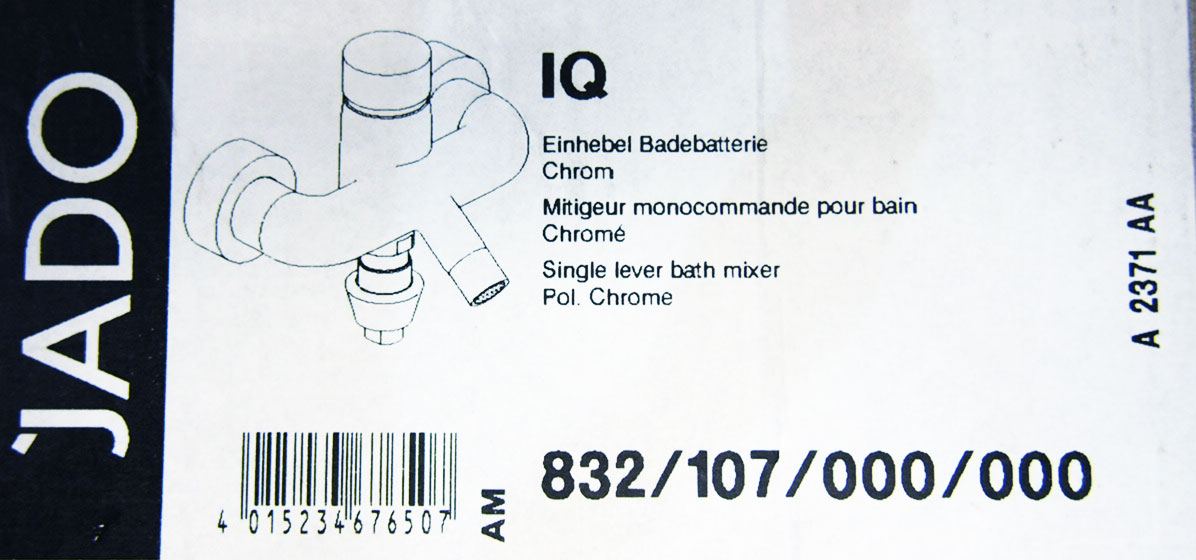 JADO
IQ
Einhebel Badebatterie
Chrom
Mitigeur monocommande pour bain
Chromé
Single lever bath mixer
Pol. Chrome
A 2371 AA
832/107/000/000
4 015234 676507
AM